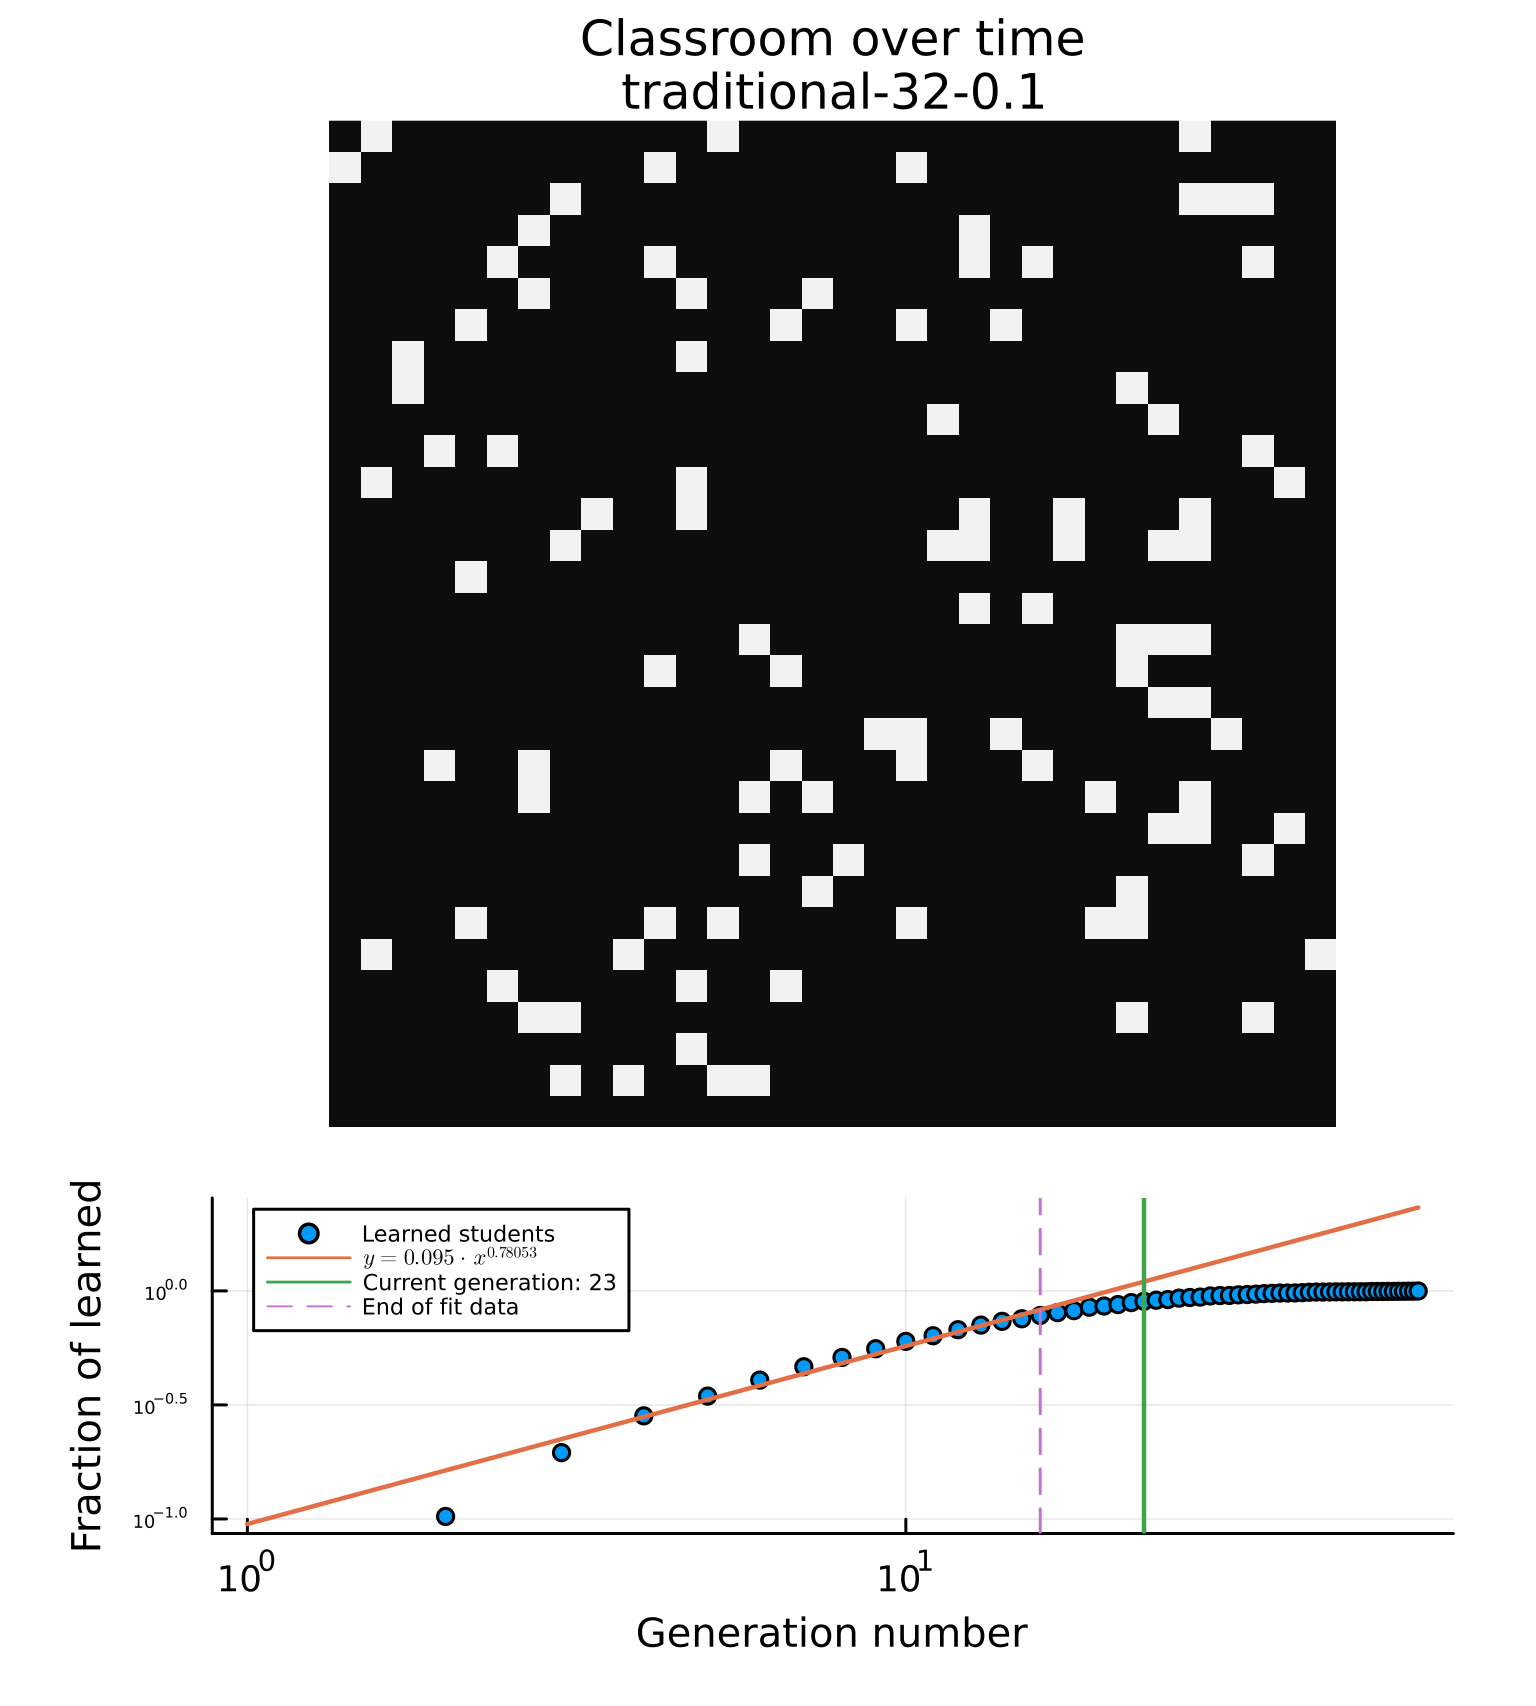 Classroom over time
traditional-32-0.1
Fraction of learned
Learned students
y = 0.095 · x^0.78053
Current generation: 23
End of fit data
10^0.0
10^−0.5
10^−1.0
10^0
10^1
Generation number